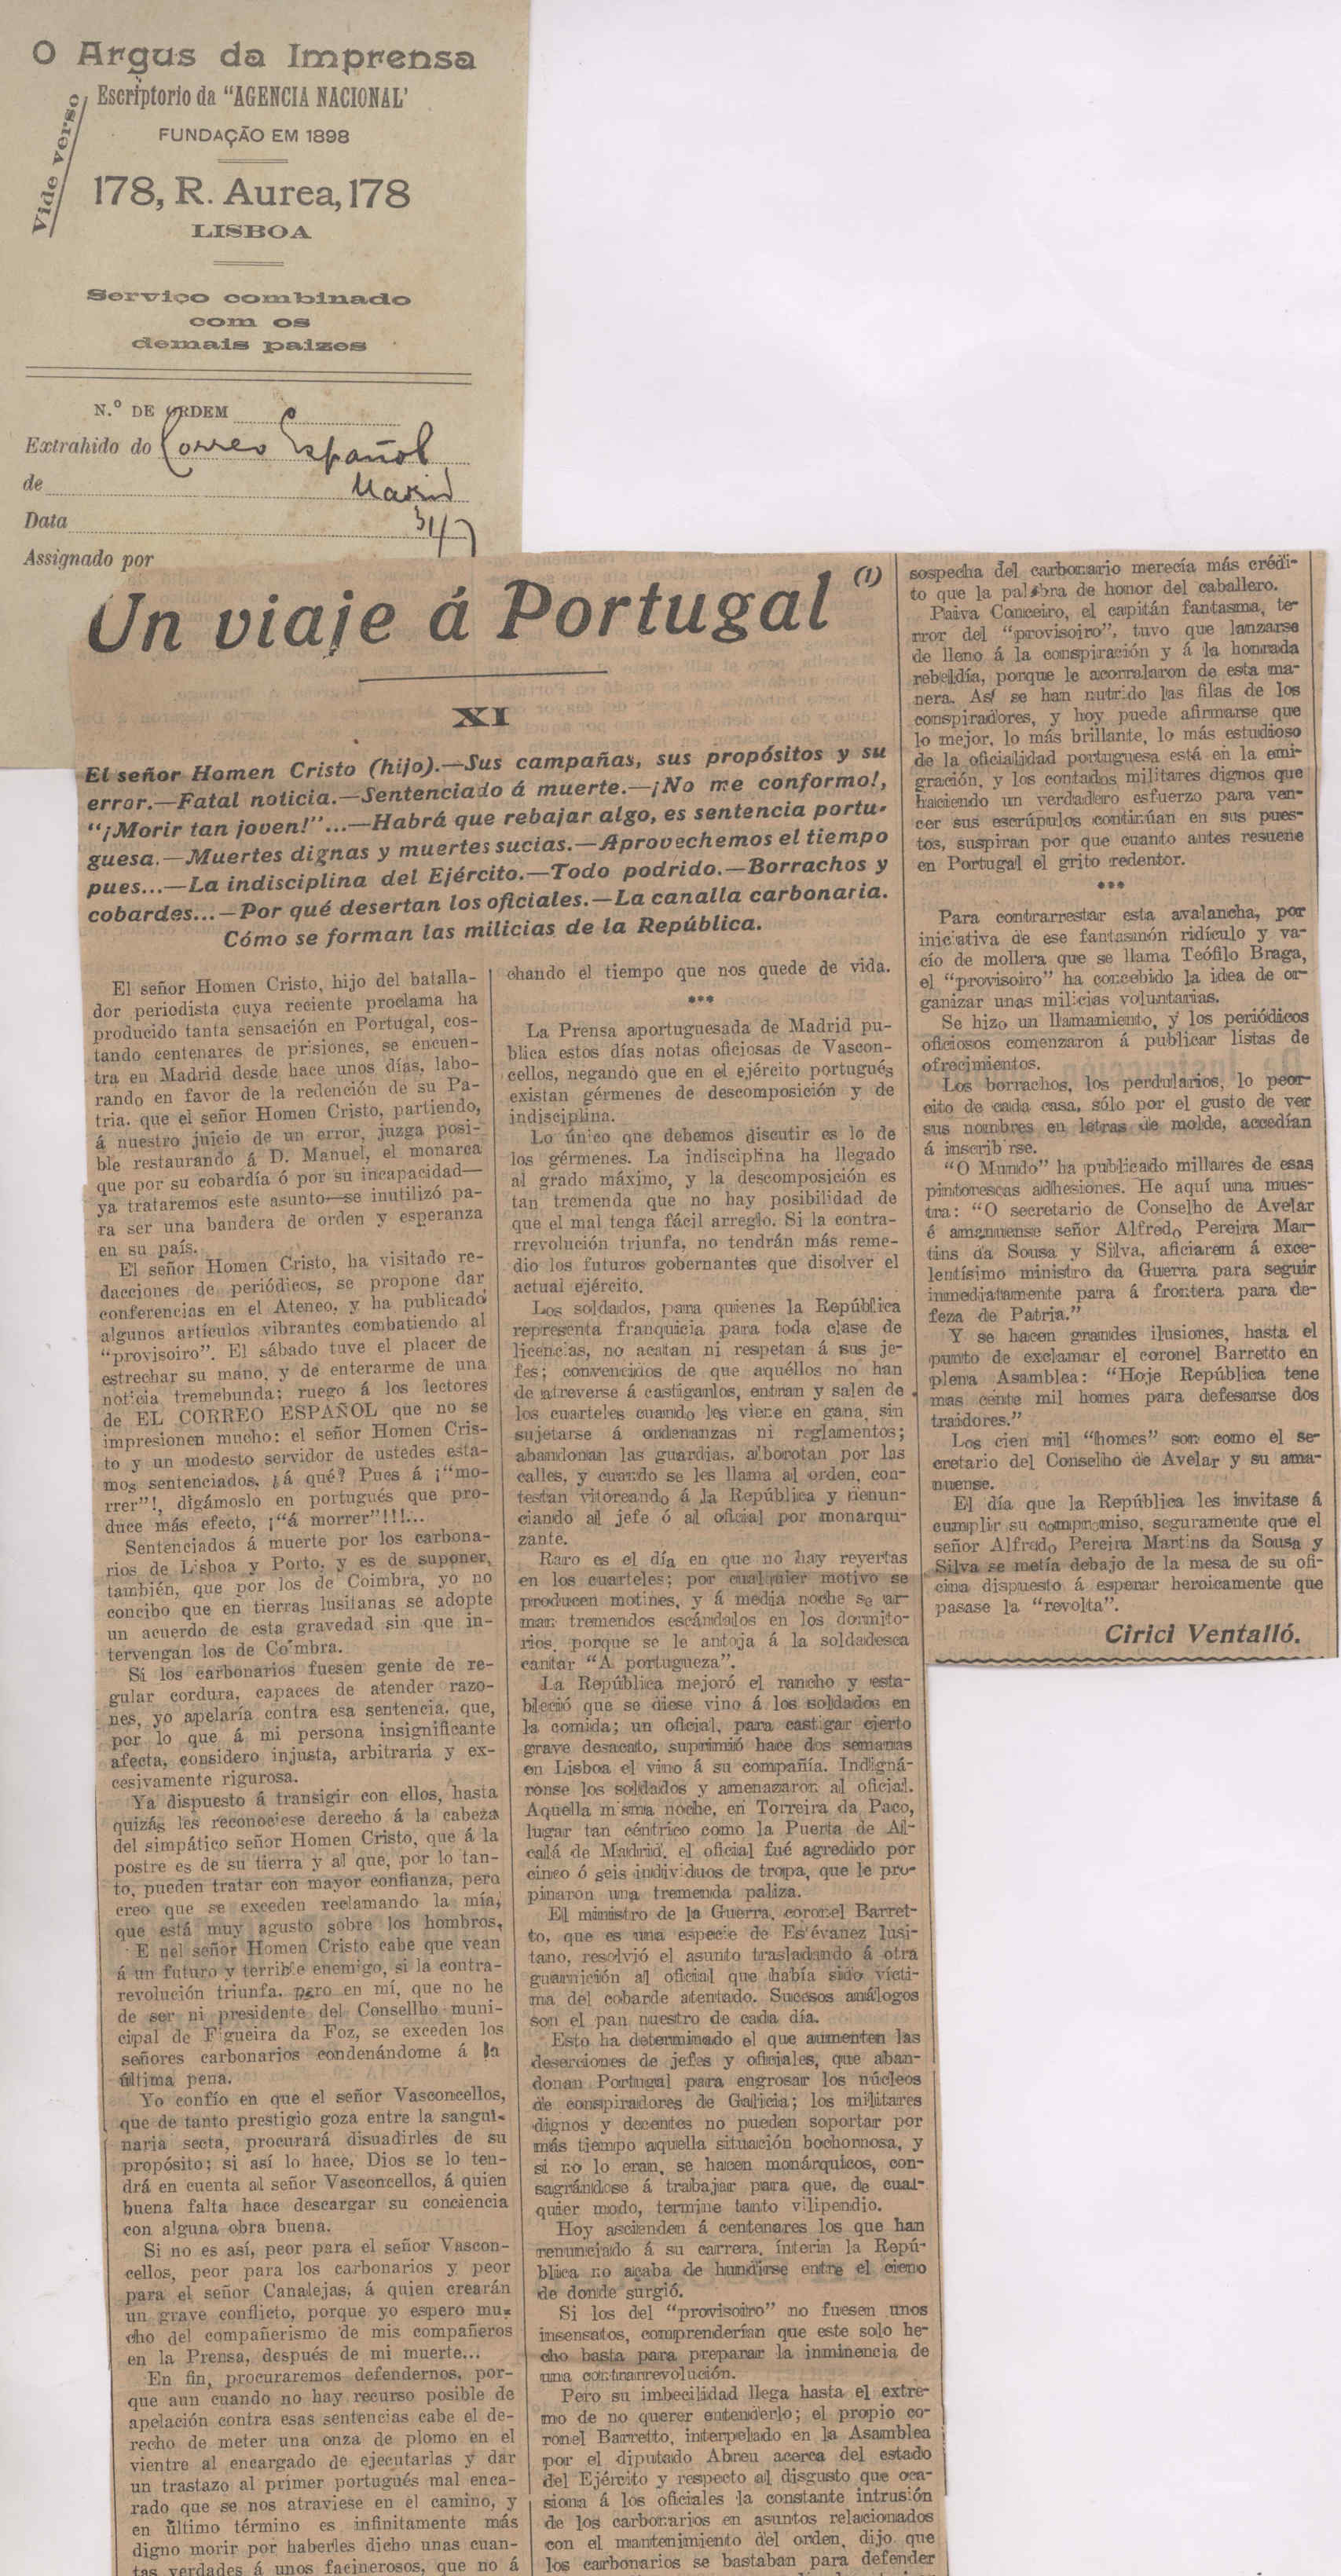 O Argus da Imprensa
Escriptorio da "AGENCIA NACIONAL'
FUNDAÇÃO EM 1898
Vide verso
178, R. Aurea, 178
LISBOA
Serviço combinado
com os
demais paizes
N.º DE ORDEM
Extrahido do Correo Español
de Madrid
Data 31/7
Assignado por
Un viaje á Portugal (1)
XI
El señor Homen Cristo (hijo).—Sus campañas, sus propósitos y su
error.—Fatal noticia.—Sentenciado á muerte.—¡No me conformo!,
"¡Morir tan joven!"...—Habrá que rebajar algo, es sentencia portu-
guesa.—Muertes dignas y muertes sucias.—Aprovechemos el tiempo
pues...—La indisciplina del Ejército.—Todo podrido.—Borrachos y
cobardes...—Por qué desertan los oficiales.—La canalla carbonaria.
Cómo se forman las milicias de la República.
El señor Homen Cristo, hijo del batalla-
dor periodista cuya reciente proclama ha
producido tanta sensación en Portugal, cos-
tando centenares de prisiones, se encuen-
tra en Madrid desde hace unos días, labo-
rando en favor de la redención de su Pa-
tria. que el señor Homen Cristo, partiendo,
á nuestro juicio de un error, juzga posi-
ble restaurando á D. Manuel, el monarca
que por su cobardía ó por su incapacidad—
ya trataremos este asunto—se inutilizó pa-
ra ser una bandera de orden y esperanza
en su país.
El señor Homen Cristo, ha visitado re-
dacciones de periódicos, se propone dar
conferencias en el Ateneo, y ha publicado
algunos artículos vibrantes combatiendo al
"provisoiro". El sábado tuve el placer de
estrechar su mano, y de enterarme de una
noticia tremebunda; ruego á los lectores
de EL CORREO ESPAÑOL que no se
impresionen mucho: el señor Homen Cris-
to y un modesto servidor de ustedes esta-
mos sentenciados, ¿á qué? Pues á ¡"mo-
rrer"!, digámoslo en portugués que pro-
duce más efecto, ¡"á morrer"!!!...
Sentenciados á muerte por los carbona-
rios de Lisboa y Porto, y es de suponer,
también, que por los de Coimbra, yo no
concibo que en tierras lusitanas se adopte
un acuerdo de esta gravedad sin que in-
tervengan los de Coimbra.
Si los carbonarios fuesen gente de re-
gular cordura, capaces de atender razo-
nes, yo apelaría contra esa sentencia, que,
por lo que á mi persona insignificante
afecta, considero injusta, arbitraria y ex-
cesivamente rigurosa.
Ya dispuesto á transigir con ellos, hasta
quizás les reconociese derecho á la cabeza
del simpático señor Homen Cristo, que á la
postre es de su tierra y al que, por lo tan-
to, pueden tratar con mayor confianza, pero
creo que se exceden reclamando la mía,
que está muy agusto sobre los hombros,
E nel señor Homen Cristo cabe que vean
á un futuro y terrible enemigo, si la contra-
revolución triunfa. pero en mí, que no he
de ser ni presidente del Consellho muni-
cipal de Figueira da Foz, se exceden los
señores carbonarios condenándome á la
última pena.
Yo confío en que el señor Vasconcellos,
que de tanto prestigio goza entre la sangui-
naria secta, procurará disuadirles de su
propósito; si así lo hace, Dios se lo ten-
drá en cuenta al señor Vasconcellos, á quien
buena falta hace descargar su conciencia
con alguna obra buena.
Si no es así, peor para el señor Vascon-
cellos, peor para los carbonarios y peor
para el señor Canalejas, á quien crearán
un grave conflicto, porque yo espero mu-
cho del compañerismo de mis compañeros
en la Prensa, después de mi muerte...
En fin, procuraremos defendernos, por-
que aun cuando no hay recurso posible de
apelación contra esas sentencias cabe el de-
recho de meter una onza de plomo en el
vientre al encargado de ejecutarlas y dar
un trastazo al primer portugués mal enca-
rado que se nos atraviese en el camino, y
en último término es infinitamente más
digno morir por haberles dicho unas cuan-
tas verdades á unos facinerosos, que no á
chando el tiempo que nos quede de vida.
***
La Prensa aportuguesada de Madrid pu-
blica estos días notas oficiosas de Vascon-
cellos, negando que en el ejército portugués
existan gérmenes de descomposición y de
indisciplina.
Lo único que debemos discutir es lo de
los gérmenes. La indisciplina ha llegado
al grado máximo, y la descomposición es
tan tremenda que no hay posibilidad de
que el mal tenga fácil arreglo. Si la contra-
rrevolución triunfa, no tendrán más reme-
dio los futuros gobernantes que disolver el
actual ejército.
Los soldados, para quienes la República
representa franquicia para toda clase de
licencias, no acatan ni respetan á sus je-
fes; convencidos de que aquéllos no han
de atreverse á castigarlos, entran y salen de
los cuarteles cuando les viene en gana, sin
sujetarse á ordenanzas ni reglamentos;
abandonan las guardias, alborotan por las
calles, y cuando se les llama al orden, con-
testan vitoreando á la República y denun-
ciando al jefe ó al oficial por monarqui-
zante.
Raro es el día en que no hay reyertas
en los cuarteles; por cualquier motivo se
producen motines, y á media noche se ar-
man tremendos escándalos en los dormito-
rios, porque se le antoja á la soldadesca
cantar "A portugueza".
La República mejoró el rancho y esta-
bleció que se diese vino á los soldados en
la comida; un oficial, para castigar cierto
grave desacato, suprimió hace dos semanas
en Lisboa el vino á su compañía. Indigná-
ronse los soldados y amenazaron al oficial.
Aquella misma noche, en Torreira da Paco,
lugar tan céntrico como la Puerta de Al-
calá de Madrid, el oficial fué agredido por
cinco ó seis individuos de tropa, que le pro-
pinaron una tremenda paliza.
El ministro de la Guerra, coronel Barret-
to, que es una especie de Estévanez lusi-
tano, resolvió el asunto trasladando á otra
guarnición al oficial que había sido vícti-
ma del cobarde atentado. Sucesos análogos
son el pan nuestro de cada día.
Esto ha determinado el que aumenten las
deserciones de jefes y oficiales, que aban-
donan Portugal para engrosar los núcleos
de conspiradores de Galicia; los militares
dignos y decentes no pueden soportar por
más tiempo aquella situación bochornosa, y
si no lo eran, se hacen monárquicos, con-
sagrándose á trabajar para que, de cual-
quier modo, termine tanto vilipendio.
Hoy ascienden á centenares los que han
renunciado á su carrera, ínterin la Repú-
blica no acaba de hundirse entre el cieno
de donde surgió.
Si los del "provisoiro" no fuesen unos
insensatos, comprenderían que este solo he-
cho basta para preparar la inminencia de
una contrarrevolución.
Pero su imbecilidad llega hasta el extre-
mo de no querer entenderlo; el propio co-
ronel Barretto, interpelado en la Asamblea
por el diputado Abreu acerca del estado
del Ejército y respecto al disgusto que oca-
siona á los oficiales la constante intrusión
de los carbonarios en asuntos relacionados
con el mantenimiento del orden, dijo que
los carbonarios se bastaban para defender
sospecha del carbonario merecía más crédi-
to que la palabra de honor del caballero.
Paiva Conceiro, el capitán fantasma, te-
rror del "provisoiro", tuvo que lanzarse
de lleno á la conspiración y á la honrada
rebeldía, porque le acorralaron de esta ma-
nera. Así se han nutrido las filas de los
conspiradores, y hoy puede afirmarse que
lo mejor, lo más brillante, lo más estudioso
de la oficialidad portuguesa está en la emi-
gración, y los contados militares dignos que
haciendo un verdadero esfuerzo para ven-
cer sus escrúpulos continúan en sus pues-
tos, suspiran por que cuanto antes resuene
en Portugal el grito redentor.
***
Para contrarrestar esta avalancha, por
iniciativa de ese fantasmón ridículo y va-
cío de mollera que se llama Teófilo Braga,
el "provisoiro" ha concebido la idea de or-
ganizar unas milicias voluntarias.
Se hizo un llamamiento, y los periódicos
oficiosos comenzaron á publicar listas de
ofrecimientos.
Los borrachos, los perdularios, lo peor-
cito de cada casa, sólo por el gusto de ver
sus nombres en letras de molde, accedían
á inscribirse.
"O Mundo" ha publicado millares de esas
pintorescas adhesiones. He aquí una mues-
tra: "O secretario de Conselho de Avelar
é amanuense señor Alfredo Pereira Mar-
tins da Sousa y Silva, aficiarem á exce-
lentísimo ministro da Guerra para seguir
inmediatamente para á frontera para de-
feza de Patria."
Y se hacen grandes ilusiones, hasta el
punto de exclamar el coronel Barretto en
plena Asamblea: "Hoje República tene
mas cente mil homes para defesarse dos
traidores."
Los cien mil "homes" son como el se-
cretario del Conselho de Avelar y su ama-
nuense.
El día que la República les invitase á
cumplir su compromiso, seguramente que el
señor Alfredo Pereira Martins da Sousa y
Silva se metía debajo de la mesa de su ofi-
cina dispuesto á esperar heroicamente que
pasase la "revolta".
Cirici Ventalló.